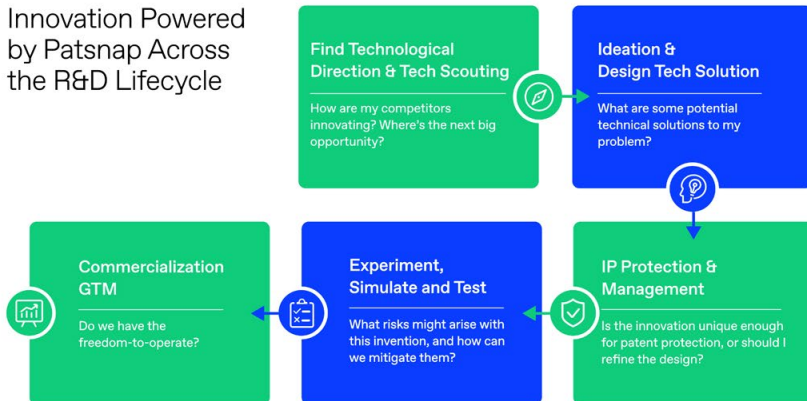 Innovation Powered
by Patsnap Across
the R&D Lifecycle
Find Technological
Direction & Tech Scouting
How are my competitors
innovating? Where's the next big
opportunity?
Ideation &
Design Tech Solution
What are some potential
technical solutions to my
problem?
IP Protection &
Management
Is the innovation unique enough
for patent protection, or should I
refine the design?
Experiment,
Simulate and Test
What risks might arise with
this invention, and how can
we mitigate them?
Commercialization
GTM
Do we have the
freedom-to-operate?